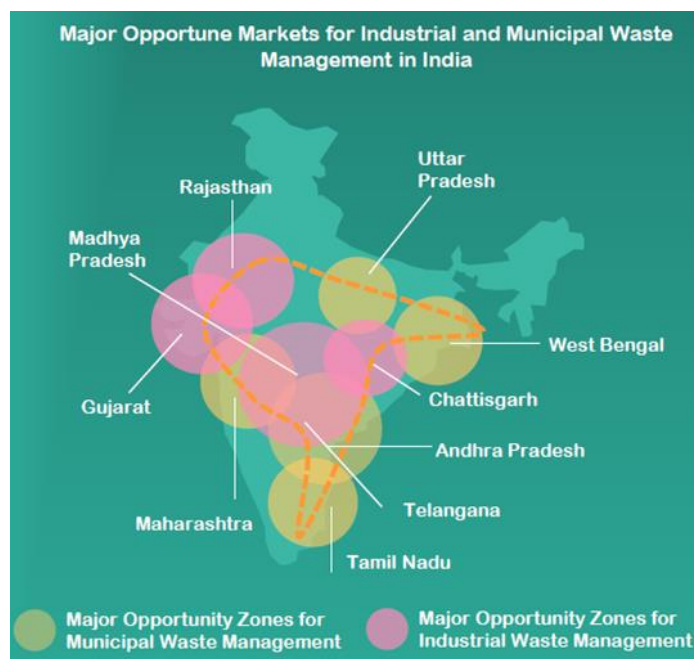 Major Opportune Markets for Industrial and Municipal Waste
Management in India
Uttar
Pradesh
Rajasthan
Madhya
Pradesh
West Bengal
Gujarat
Chattisgarh
Andhra Pradesh
Telangana
Maharashtra
Tamil Nadu
Major Opportunity Zones for
Municipal Waste Management
Major Opportunity Zones for
Industrial Waste Management